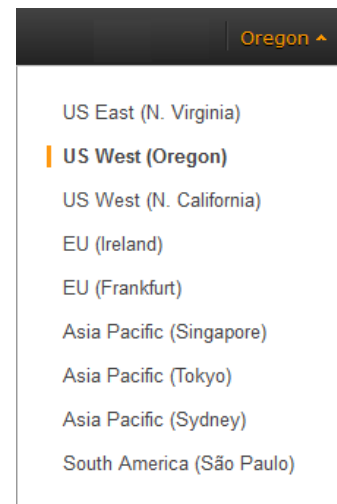 Oregon
US East (N. Virginia)
US West (Oregon)
US West (N. California)
EU (Ireland)
EU (Frankfurt)
Asia Pacific (Singapore)
Asia Pacific (Tokyo)
Asia Pacific (Sydney)
South America (São Paulo)